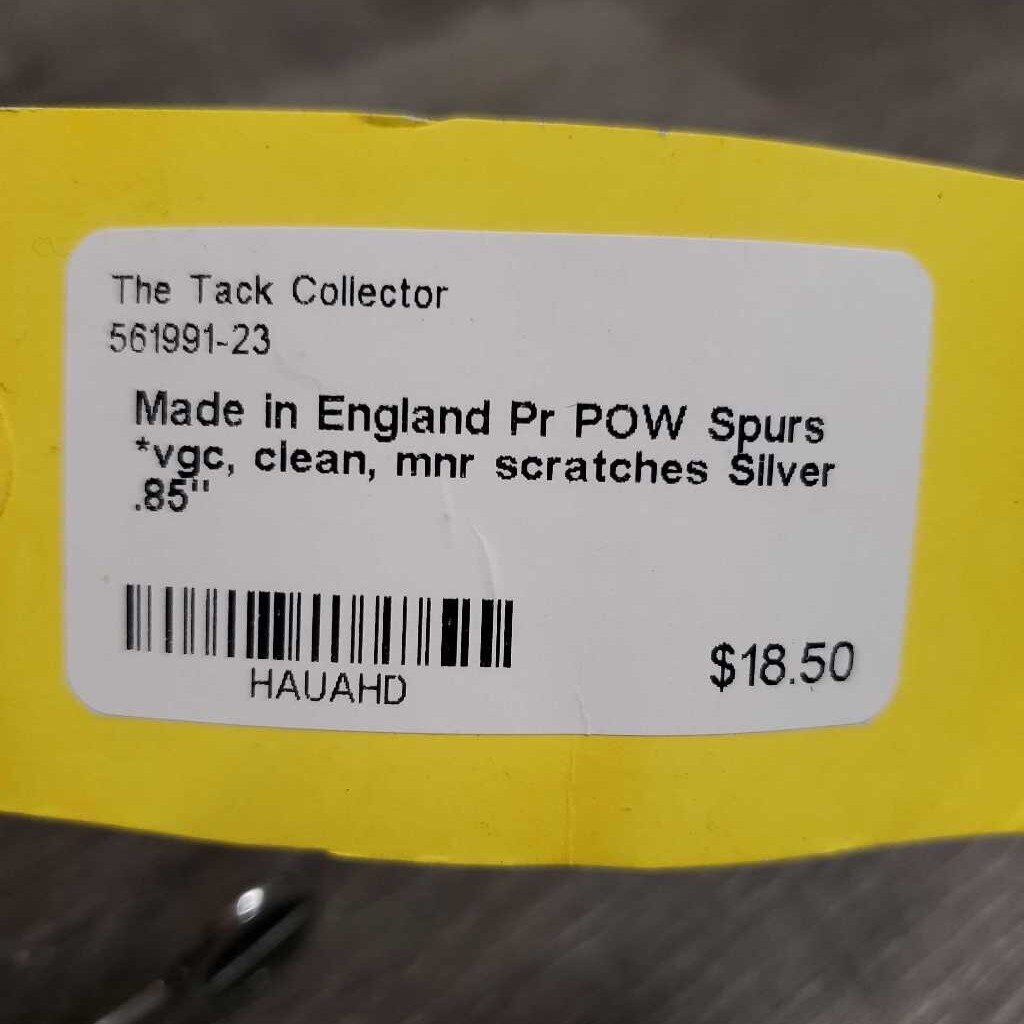 The Tack Collector
561991-23
Made in England Pr POW Spurs
*vgc, clean, mnr scratches Silver
.85"
HAUAHD
$18.50